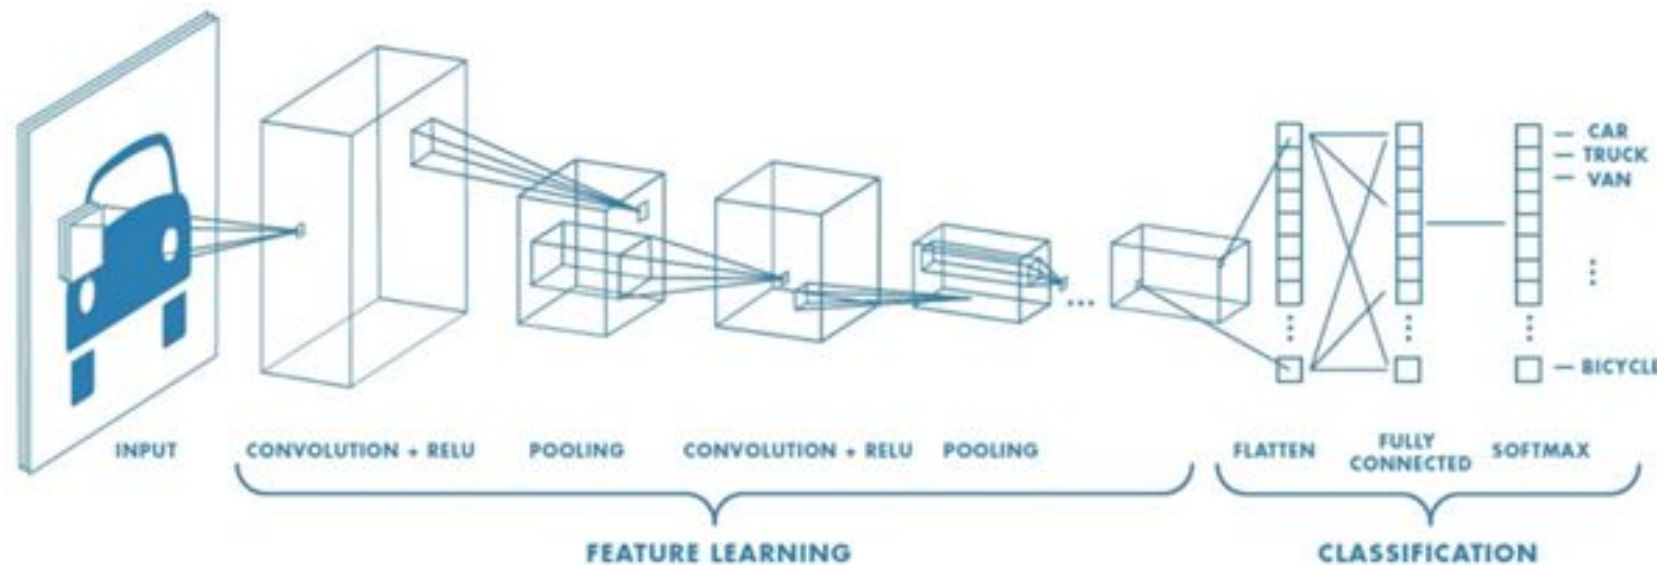 CAR
TRUCK
VAN
BICYCLE
INPUT
CONVOLUTION + RELU
POOLING
CONVOLUTION + RELU
POOLING
FLATTEN
FULLY
CONNECTED
SOFTMAX
FEATURE LEARNING
CLASSIFICATION